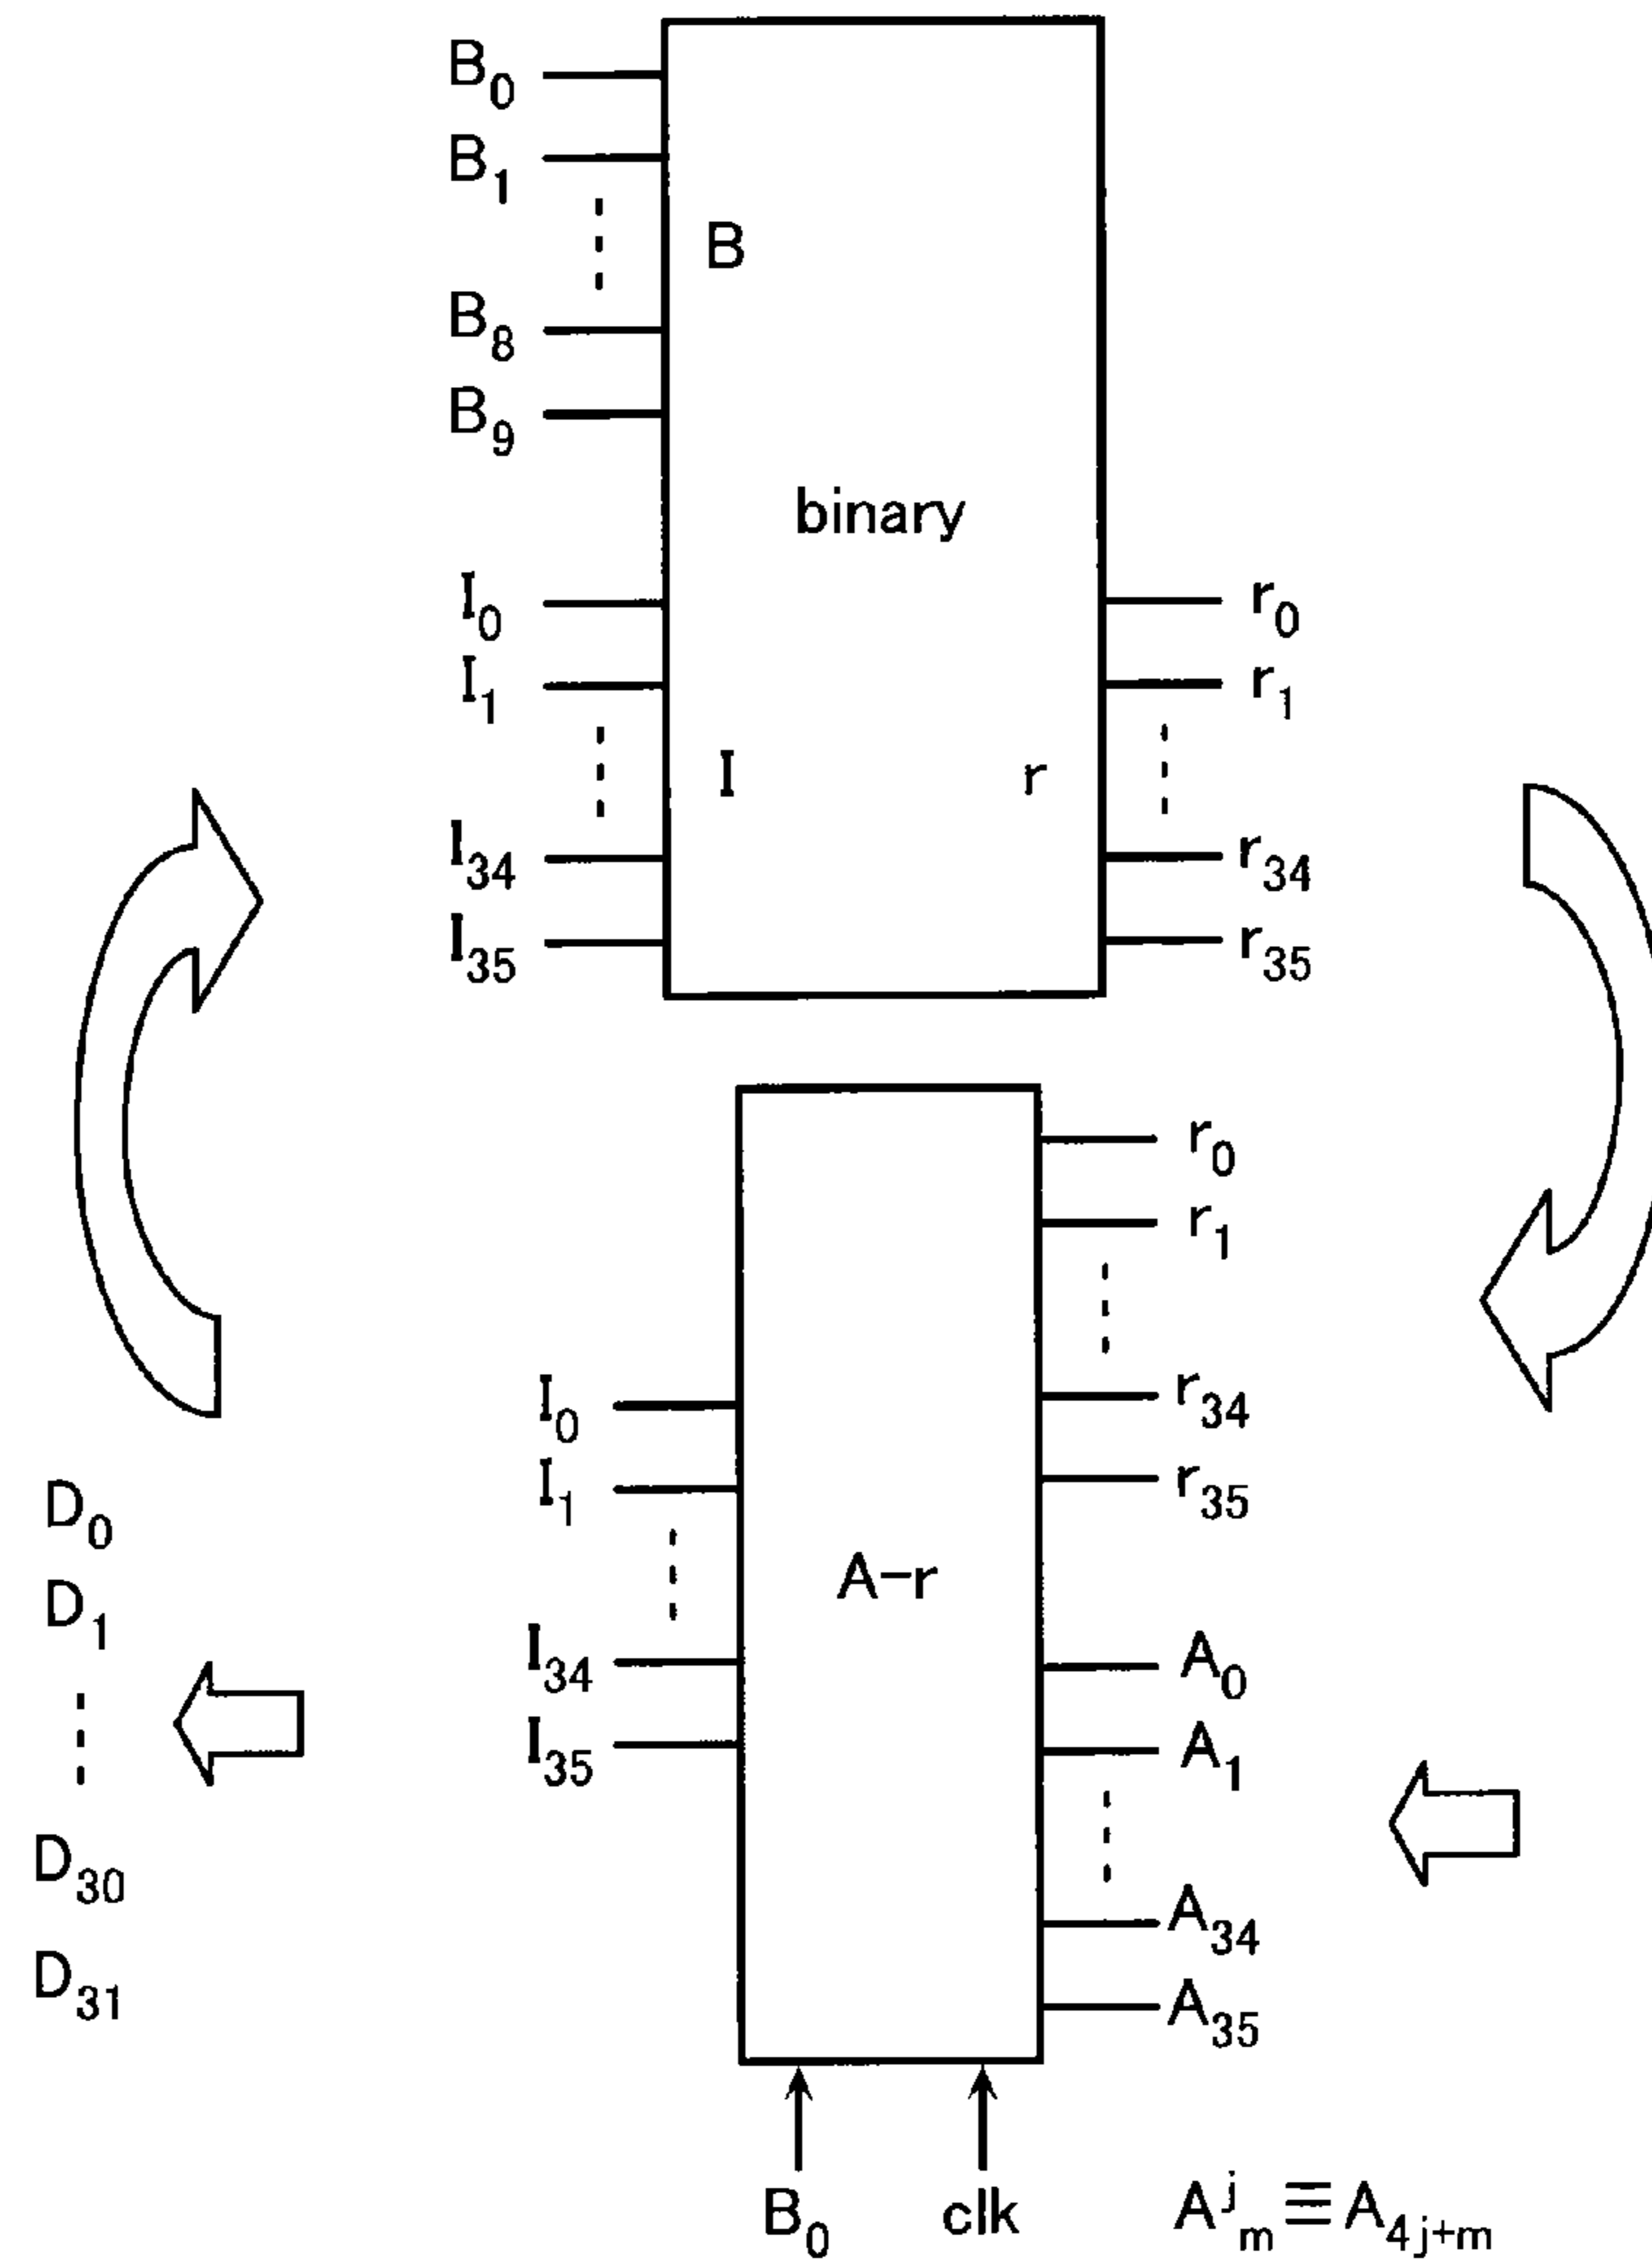 B₀
B₁
B
B₈
B₉
binary
I₀ r₀
I₁ r₁
I r
I₃₄ r₃₄
I₃₅ r₃₅
r₀
r₁
I₀ r₃₄
I₁ r₃₅
D₀
D₁
A-r
I₃₄ A₀
I₃₅ A₁
D₃₀
D₃₁
A₃₄
A₃₅
B₀ clk Aʲₘ≡A₄ⱼ₊ₘ